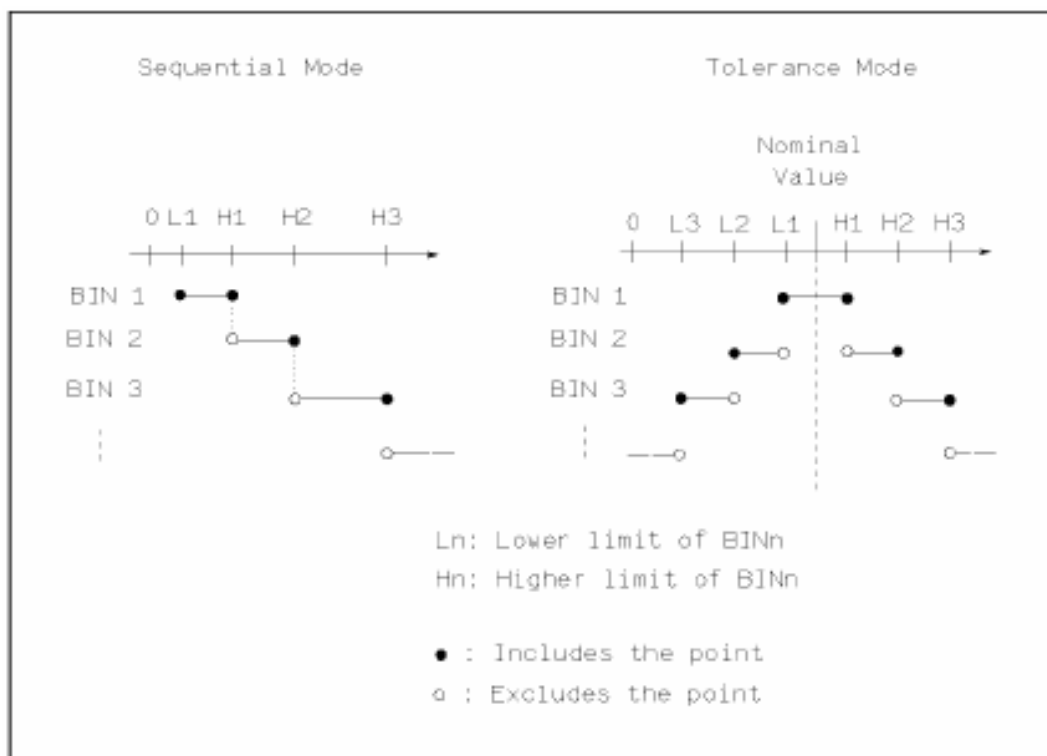 Sequential Mode
Tolerance Mode
Nominal
Value
0 L1 H1 H2 H3
0 L3 L2 L1 H1 H2 H3
BIN 1
BIN 2
BIN 3
BIN 1
BIN 2
BIN 3
Ln: Lower limit of BINn
Hn: Higher limit of BINn
: Includes the point
: Excludes the point